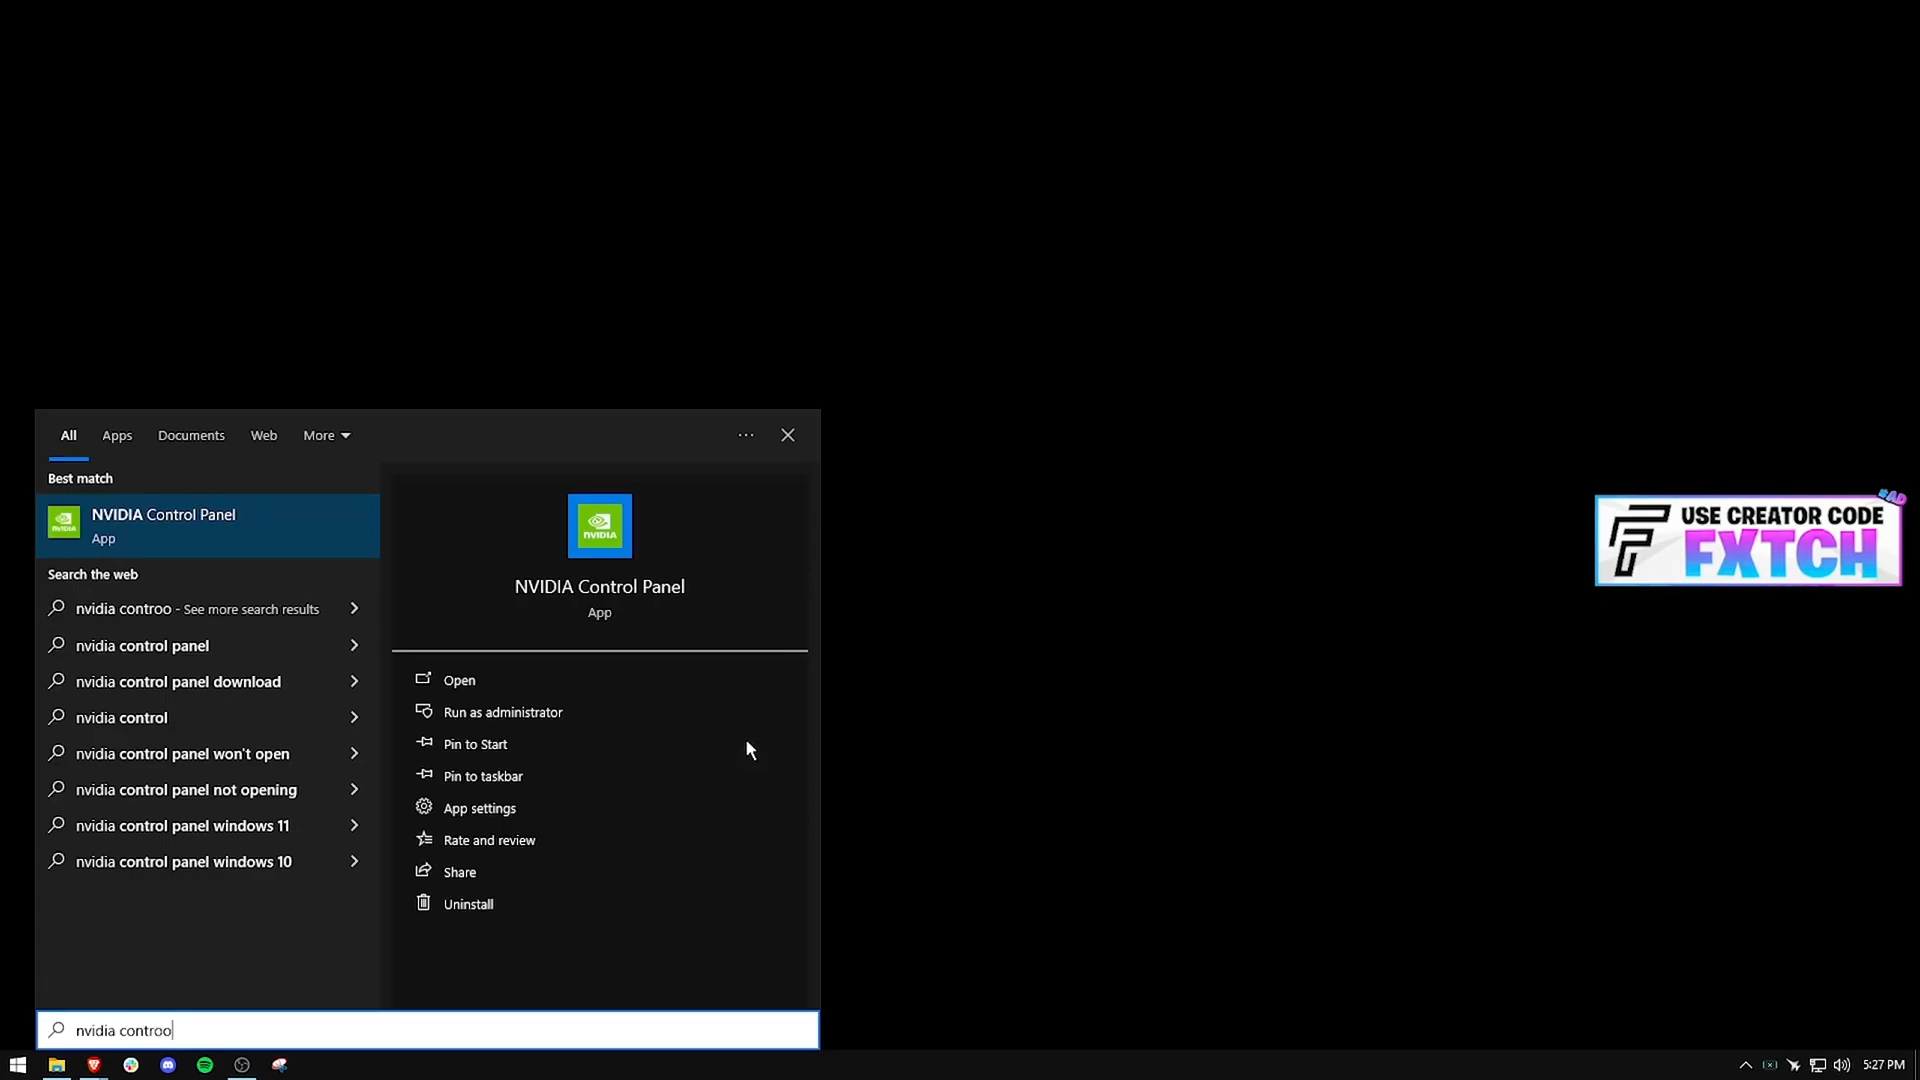 All Apps Documents Web More
Best match
NVIDIA Control Panel
App
Search the web
nvidia controo - See more search results
nvidia control panel
nvidia control panel download
nvidia control
nvidia control panel won't open
nvidia control panel not opening
nvidia control panel windows 11
nvidia control panel windows 10
NVIDIA
NVIDIA Control Panel
App
Open
Run as administrator
Pin to Start
Pin to taskbar
App settings
Rate and review
Share
Uninstall
nvidia controo
#AD
USE CREATOR CODE
FXTCH
5:27 PM